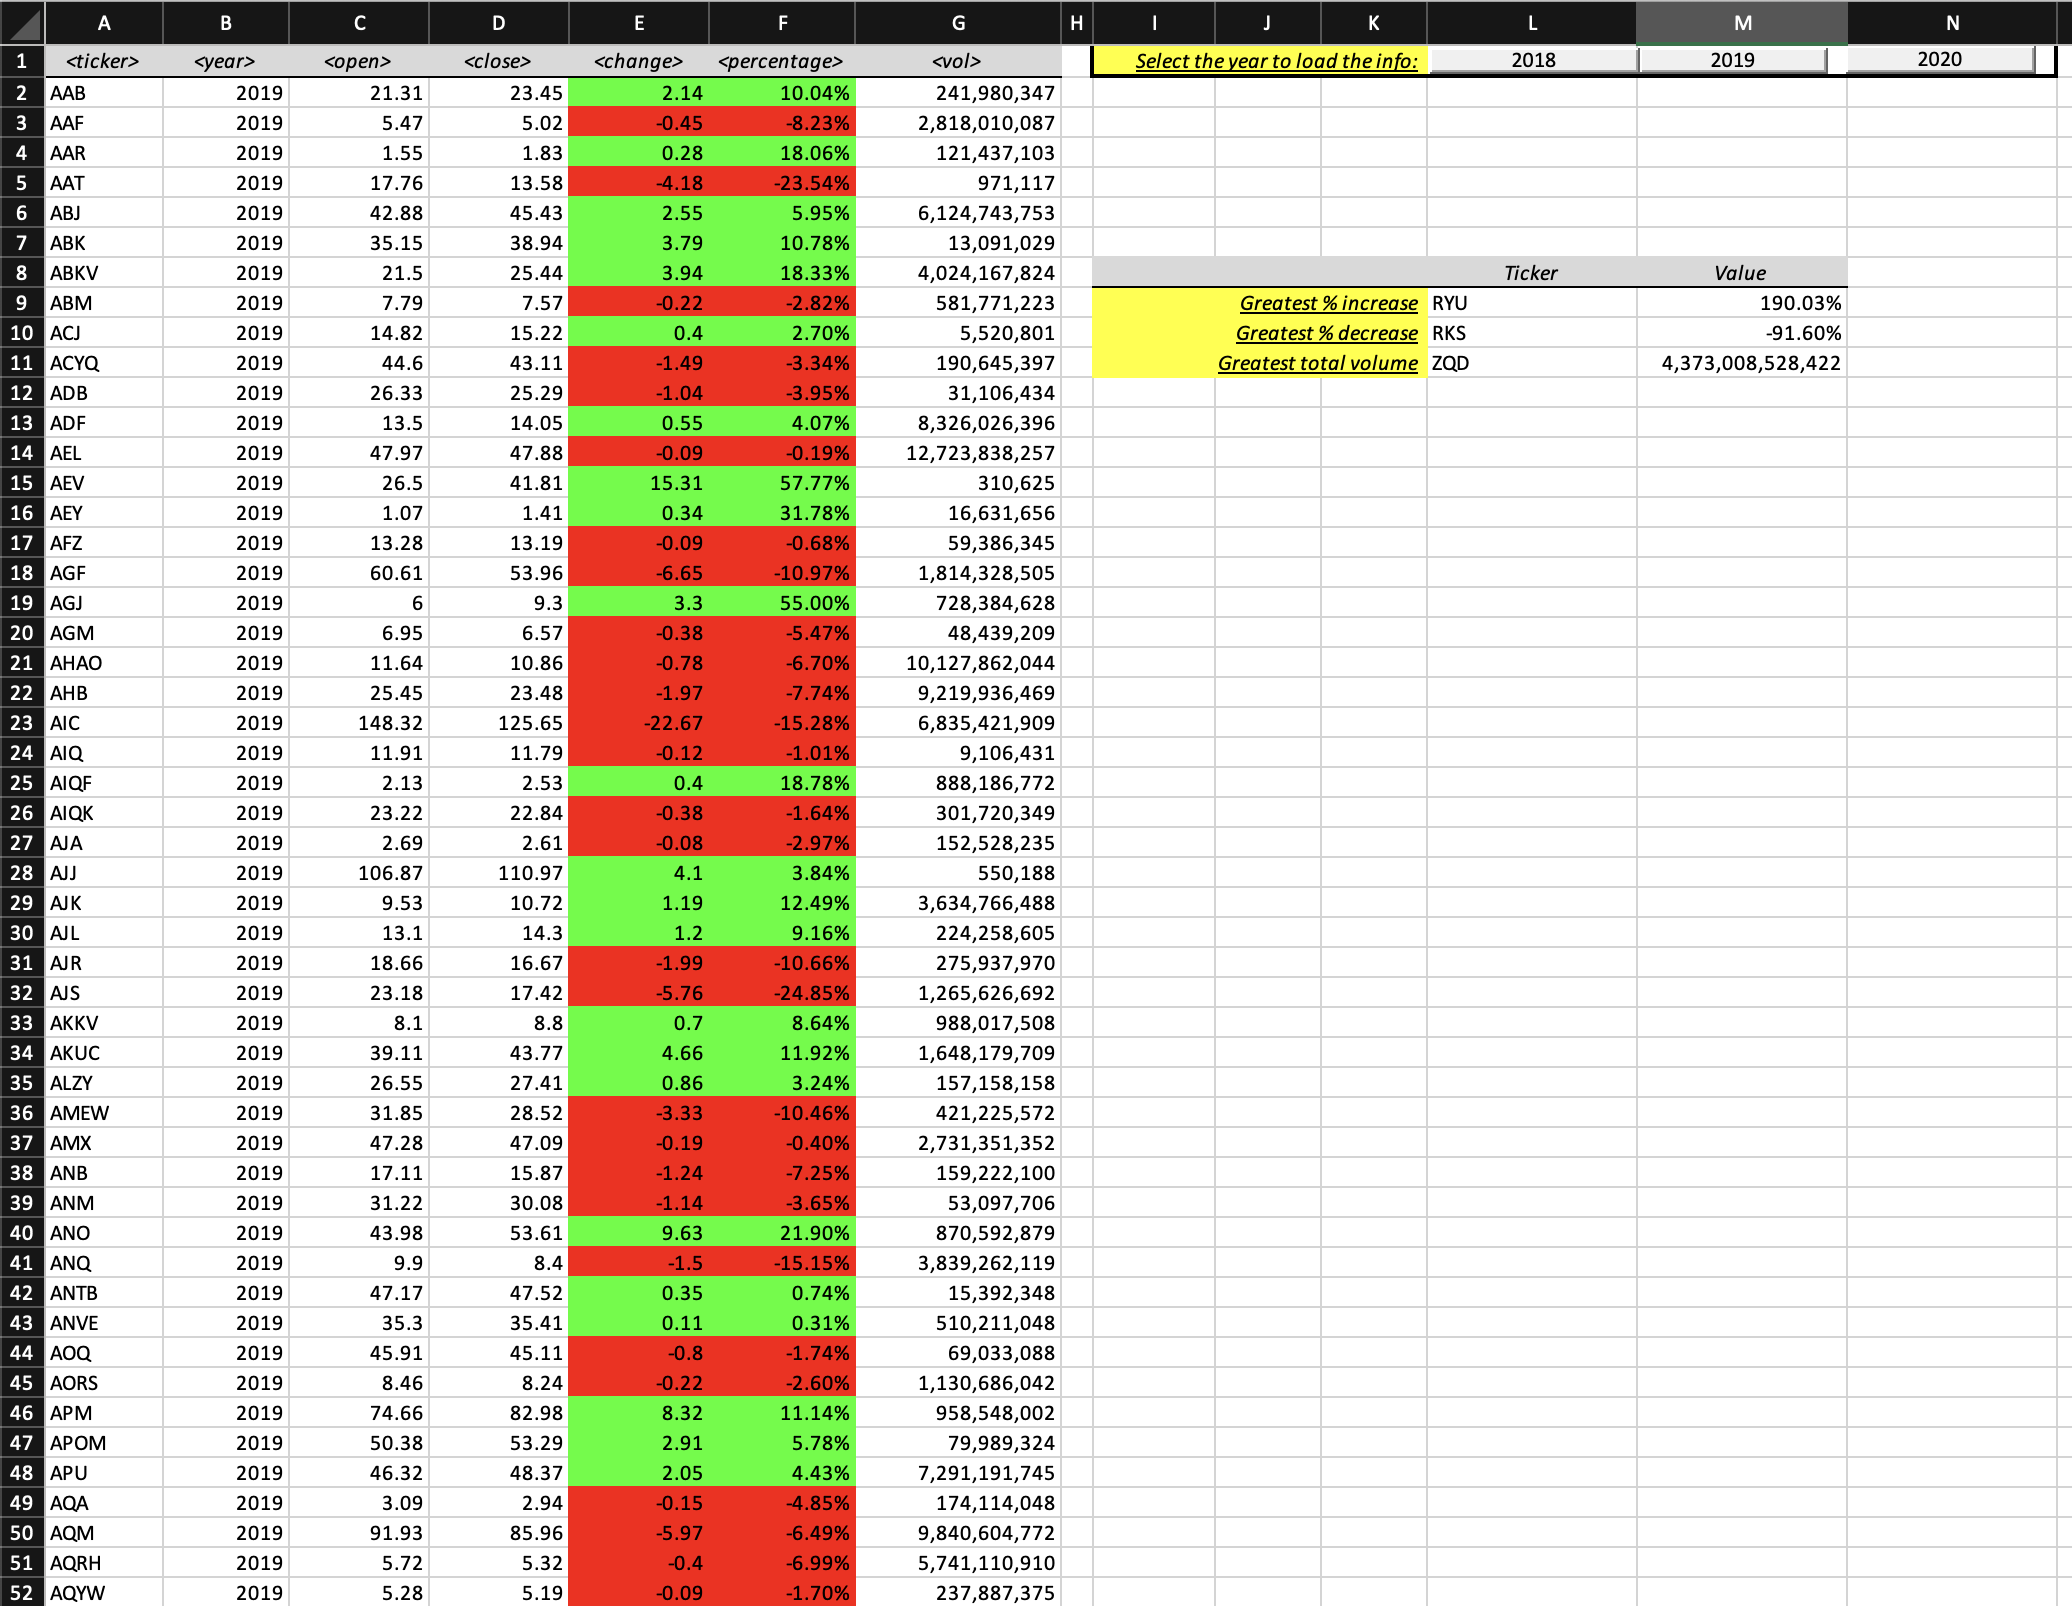 A B C D E F G H I J K L M N
1 <ticker> <year> <open> <close> <change> <percentage> <vol> Select the year to load the info: 2018 2019 2020
2 AAB 2019 21.31 23.45 2.14 10.04% 241,980,347
3 AAF 2019 5.47 5.02 -0.45 -8.23% 2,818,010,087
4 AAR 2019 1.55 1.83 0.28 18.06% 121,437,103
5 AAT 2019 17.76 13.58 -4.18 -23.54% 971,117
6 ABJ 2019 42.88 45.43 2.55 5.95% 6,124,743,753
7 ABK 2019 35.15 38.94 3.79 10.78% 13,091,029
8 ABKV 2019 21.5 25.44 3.94 18.33% 4,024,167,824 Ticker Value
9 ABM 2019 7.79 7.57 -0.22 -2.82% 581,771,223 Greatest % increase RYU 190.03%
10 ACJ 2019 14.82 15.22 0.4 2.70% 5,520,801 Greatest % decrease RKS -91.60%
11 ACYQ 2019 44.6 43.11 -1.49 -3.34% 190,645,397 Greatest total volume ZQD 4,373,008,528,422
12 ADB 2019 26.33 25.29 -1.04 -3.95% 31,106,434
13 ADF 2019 13.5 14.05 0.55 4.07% 8,326,026,396
14 AEL 2019 47.97 47.88 -0.09 -0.19% 12,723,838,257
15 AEV 2019 26.5 41.81 15.31 57.77% 310,625
16 AEY 2019 1.07 1.41 0.34 31.78% 16,631,656
17 AFZ 2019 13.28 13.19 -0.09 -0.68% 59,386,345
18 AGF 2019 60.61 53.96 -6.65 -10.97% 1,814,328,505
19 AGJ 2019 6 9.3 3.3 55.00% 728,384,628
20 AGM 2019 6.95 6.57 -0.38 -5.47% 48,439,209
21 AHAO 2019 11.64 10.86 -0.78 -6.70% 10,127,862,044
22 AHB 2019 25.45 23.48 -1.97 -7.74% 9,219,936,469
23 AIC 2019 148.32 125.65 -22.67 -15.28% 6,835,421,909
24 AIQ 2019 11.91 11.79 -0.12 -1.01% 9,106,431
25 AIQF 2019 2.13 2.53 0.4 18.78% 888,186,772
26 AIQK 2019 23.22 22.84 -0.38 -1.64% 301,720,349
27 AJA 2019 2.69 2.61 -0.08 -2.97% 152,528,235
28 AJJ 2019 106.87 110.97 4.1 3.84% 550,188
29 AJK 2019 9.53 10.72 1.19 12.49% 3,634,766,488
30 AJL 2019 13.1 14.3 1.2 9.16% 224,258,605
31 AJR 2019 18.66 16.67 -1.99 -10.66% 275,937,970
32 AJS 2019 23.18 17.42 -5.76 -24.85% 1,265,626,692
33 AKKV 2019 8.1 8.8 0.7 8.64% 988,017,508
34 AKUC 2019 39.11 43.77 4.66 11.92% 1,648,179,709
35 ALZY 2019 26.55 27.41 0.86 3.24% 157,158,158
36 AMEW 2019 31.85 28.52 -3.33 -10.46% 421,225,572
37 AMX 2019 47.28 47.09 -0.19 -0.40% 2,731,351,352
38 ANB 2019 17.11 15.87 -1.24 -7.25% 159,222,100
39 ANM 2019 31.22 30.08 -1.14 -3.65% 53,097,706
40 ANO 2019 43.98 53.61 9.63 21.90% 870,592,879
41 ANQ 2019 9.9 8.4 -1.5 -15.15% 3,839,262,119
42 ANTB 2019 47.17 47.52 0.35 0.74% 15,392,348
43 ANVE 2019 35.3 35.41 0.11 0.31% 510,211,048
44 AOQ 2019 45.91 45.11 -0.8 -1.74% 69,033,088
45 AORS 2019 8.46 8.24 -0.22 -2.60% 1,130,686,042
46 APM 2019 74.66 82.98 8.32 11.14% 958,548,002
47 APOM 2019 50.38 53.29 2.91 5.78% 79,989,324
48 APU 2019 46.32 48.37 2.05 4.43% 7,291,191,745
49 AQA 2019 3.09 2.94 -0.15 -4.85% 174,114,048
50 AQM 2019 91.93 85.96 -5.97 -6.49% 9,840,604,772
51 AQRH 2019 5.72 5.32 -0.4 -6.99% 5,741,110,910
52 AQYW 2019 5.28 5.19 -0.09 -1.70% 237,887,375